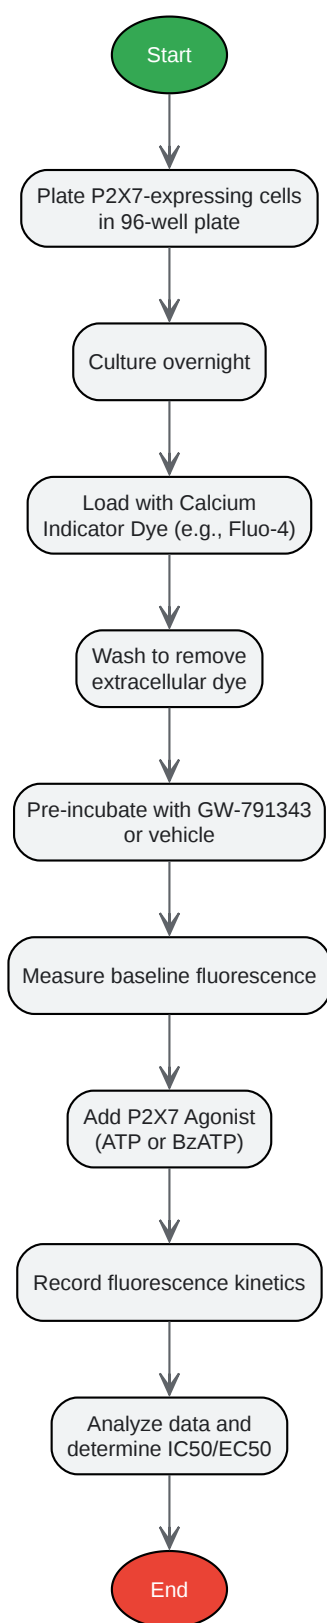 Start
Plate P2X7-expressing cells
in 96-well plate
Culture overnight
Load with Calcium
Indicator Dye (e.g., Fluo-4)
Wash to remove
extracellular dye
Pre-incubate with GW-791343
or vehicle
Measure baseline fluorescence
Add P2X7 Agonist
(ATP or BzATP)
Record fluorescence kinetics
Analyze data and
determine IC50/EC50
End